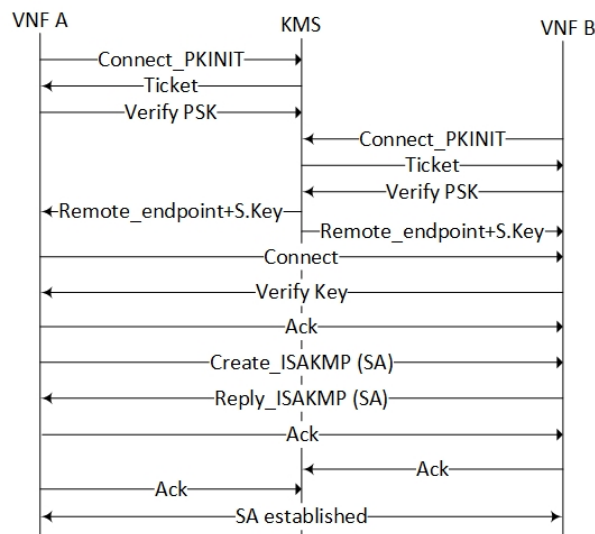 VNF A
KMS
VNF B
Connect_PKINIT
Ticket
Verify PSK
Connect_PKINIT
Ticket
Verify PSK
Remote_endpoint+S.Key
Remote_endpoint+S.Key
Connect
Verify Key
Ack
Create_ISAKMP (SA)
Reply_ISAKMP (SA)
Ack
Ack
Ack
SA established